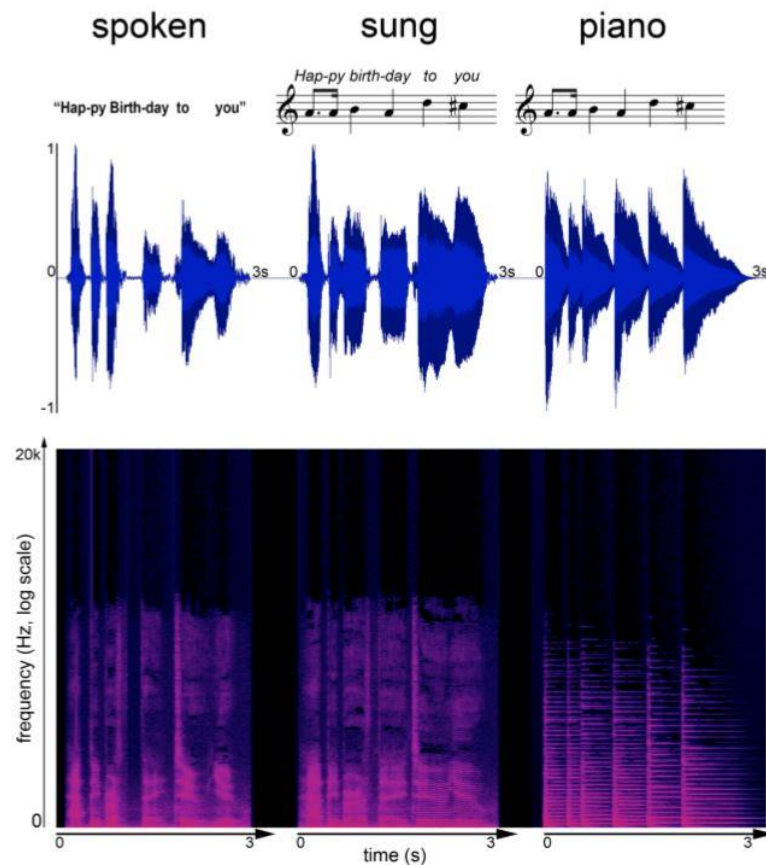 spoken sung piano
Hap-py birth-day to you
“Hap-py Birth-day to you”
1
0 3s 0 3s 0 3s
-1
20k
frequency (Hz, log scale)
0
0 3 0 3 0 3
time (s)